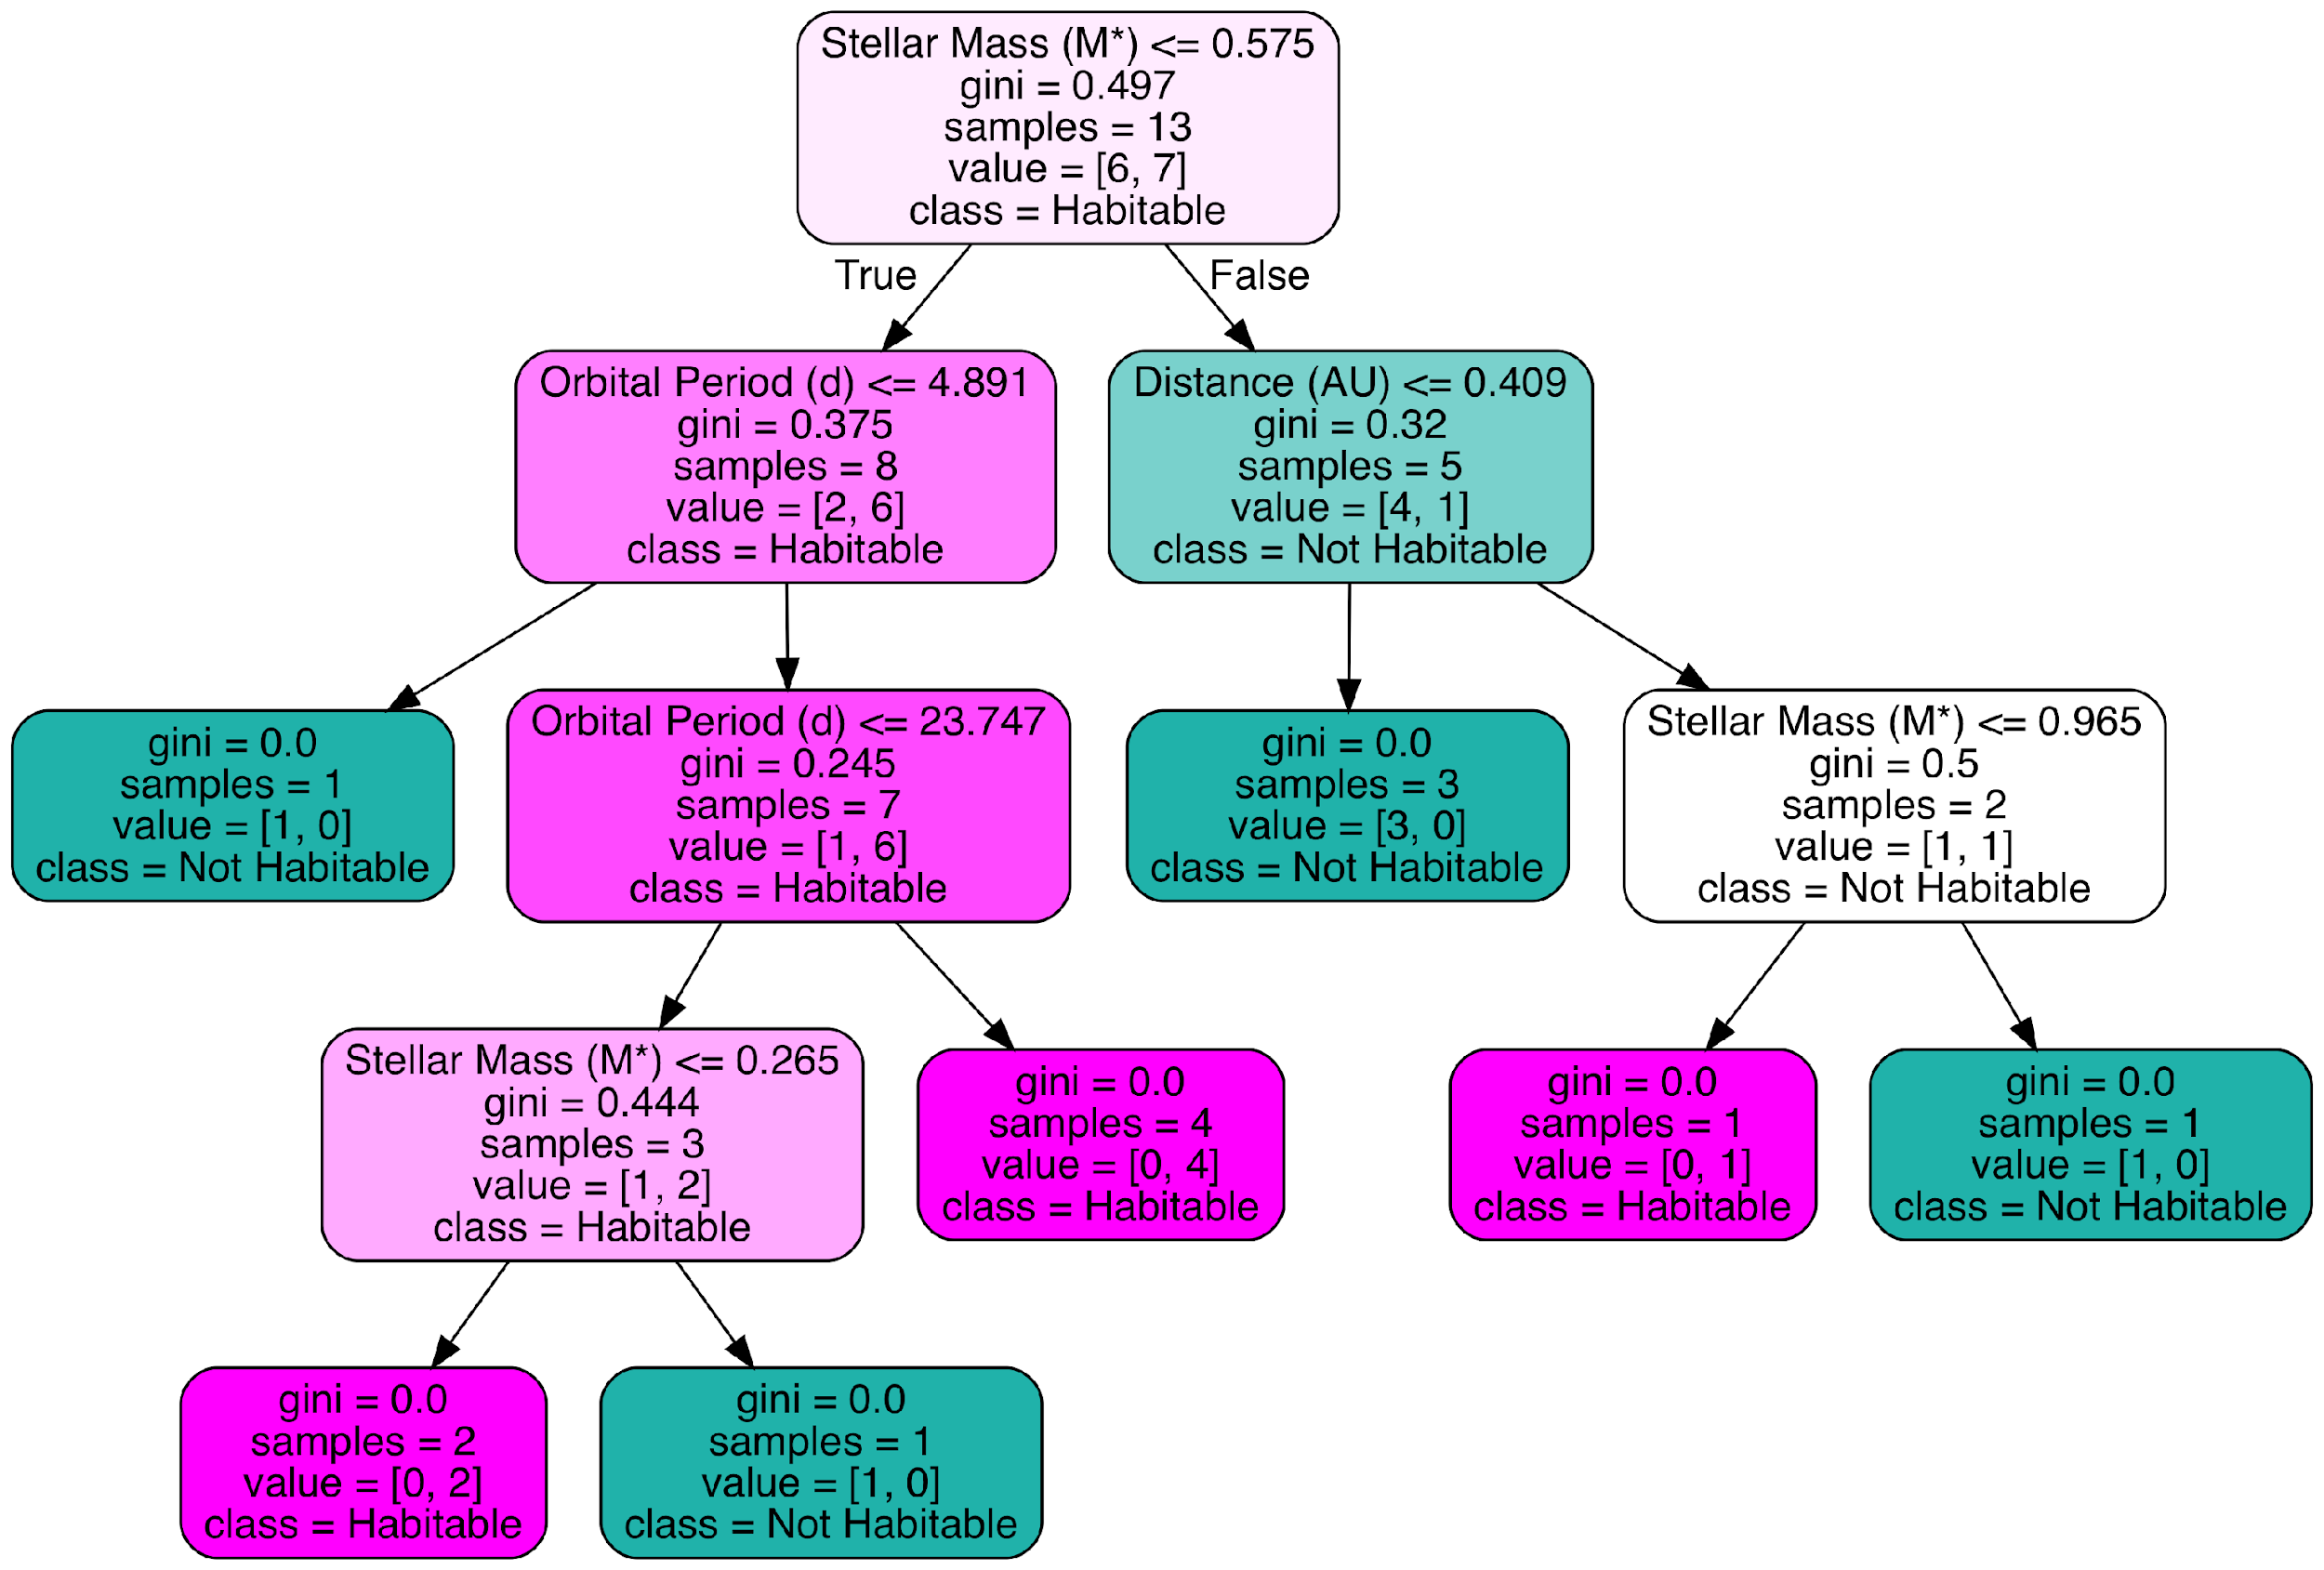 Stellar Mass (M*) <= 0.575
gini = 0.497
samples = 13
value = [6, 7]
class = Habitable
True
False
Orbital Period (d) <= 4.891
gini = 0.375
samples = 8
value = [2, 6]
class = Habitable
Distance (AU) <= 0.409
gini = 0.32
samples = 5
value = [4, 1]
class = Not Habitable
gini = 0.0
samples = 1
value = [1, 0]
class = Not Habitable
Orbital Period (d) <= 23.747
gini = 0.245
samples = 7
value = [1, 6]
class = Habitable
gini = 0.0
samples = 3
value = [3, 0]
class = Not Habitable
Stellar Mass (M*) <= 0.965
gini = 0.5
samples = 2
value = [1, 1]
class = Not Habitable
Stellar Mass (M*) <= 0.265
gini = 0.444
samples = 3
value = [1, 2]
class = Habitable
gini = 0.0
samples = 4
value = [0, 4]
class = Habitable
gini = 0.0
samples = 1
value = [0, 1]
class = Habitable
gini = 0.0
samples = 1
value = [1, 0]
class = Not Habitable
gini = 0.0
samples = 2
value = [0, 2]
class = Habitable
gini = 0.0
samples = 1
value = [1, 0]
class = Not Habitable